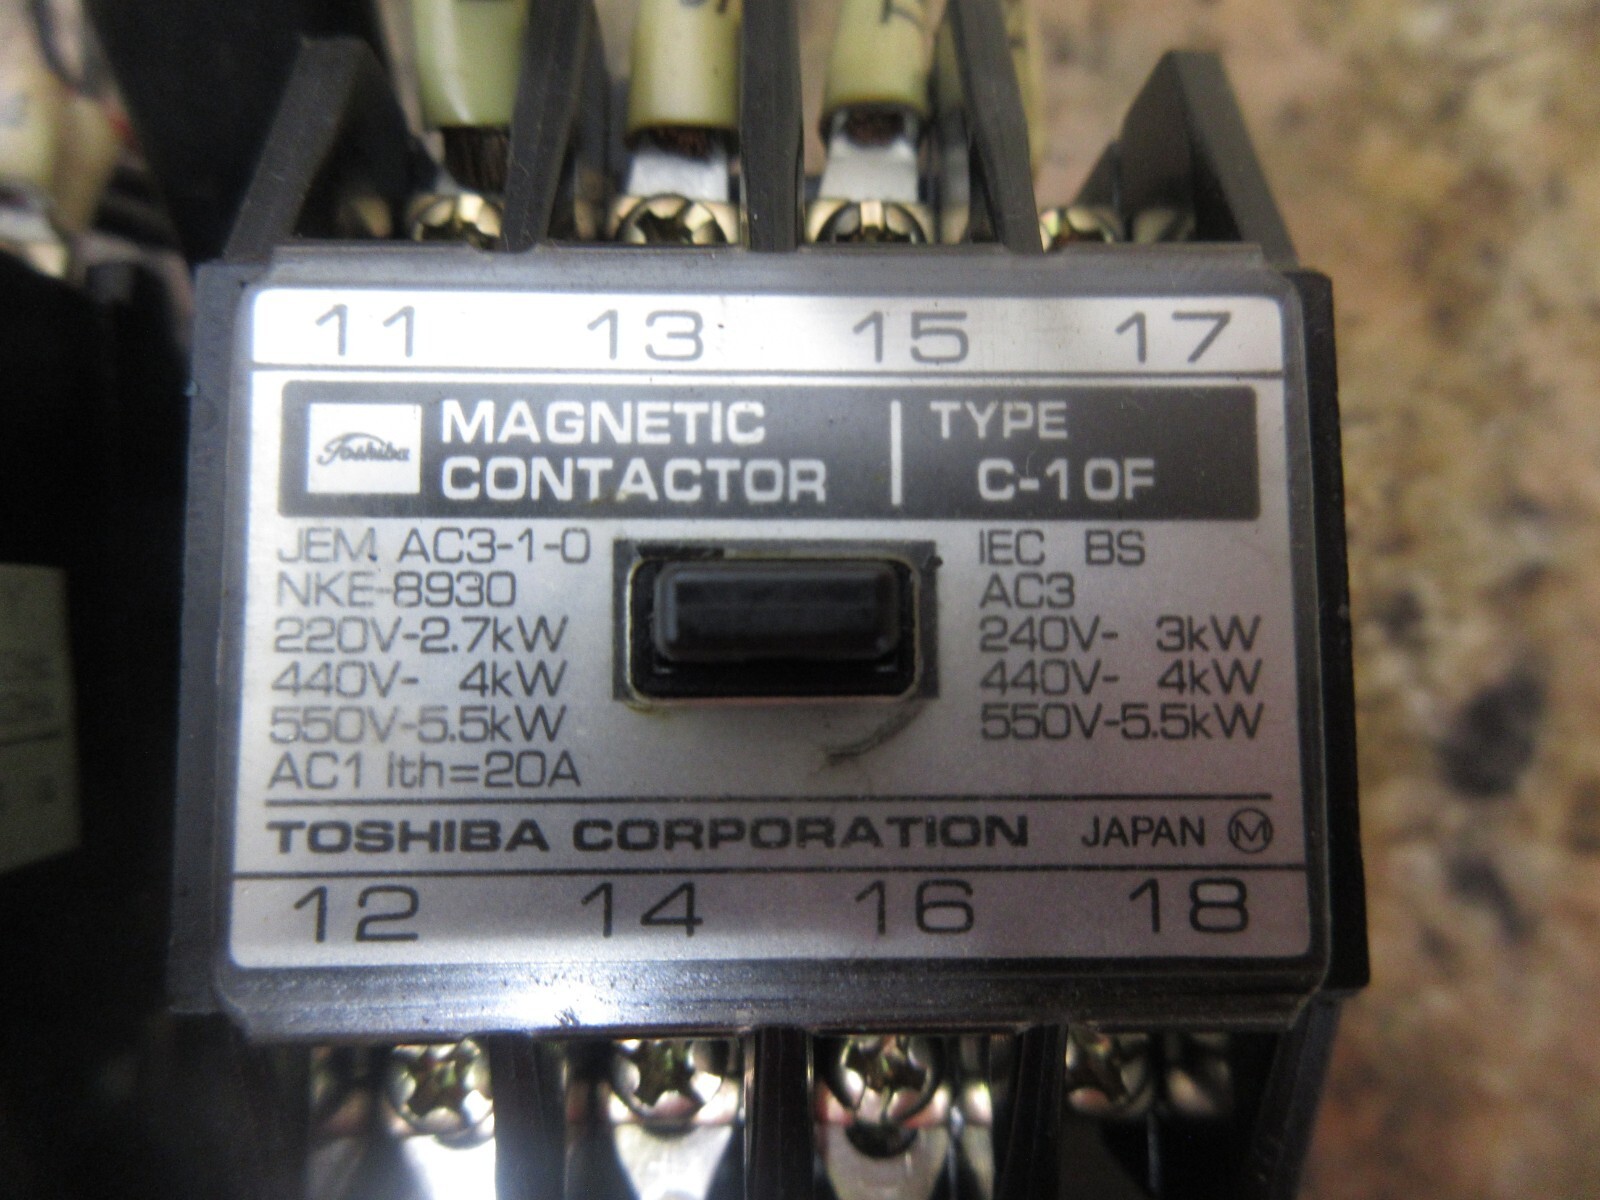 11 13 15 17
Toshiba
MAGNETIC
CONTACTOR
TYPE
C-10F
JEM AC3-1-0
NKE-8930
220V-2.7kW
440V- 4kW
550V-5.5kW
AC1 Ith=20A
IEC BS
AC3
240V- 3kW
440V- 4kW
550V-5.5kW
TOSHIBA CORPORATION JAPAN M
12 14 16 18